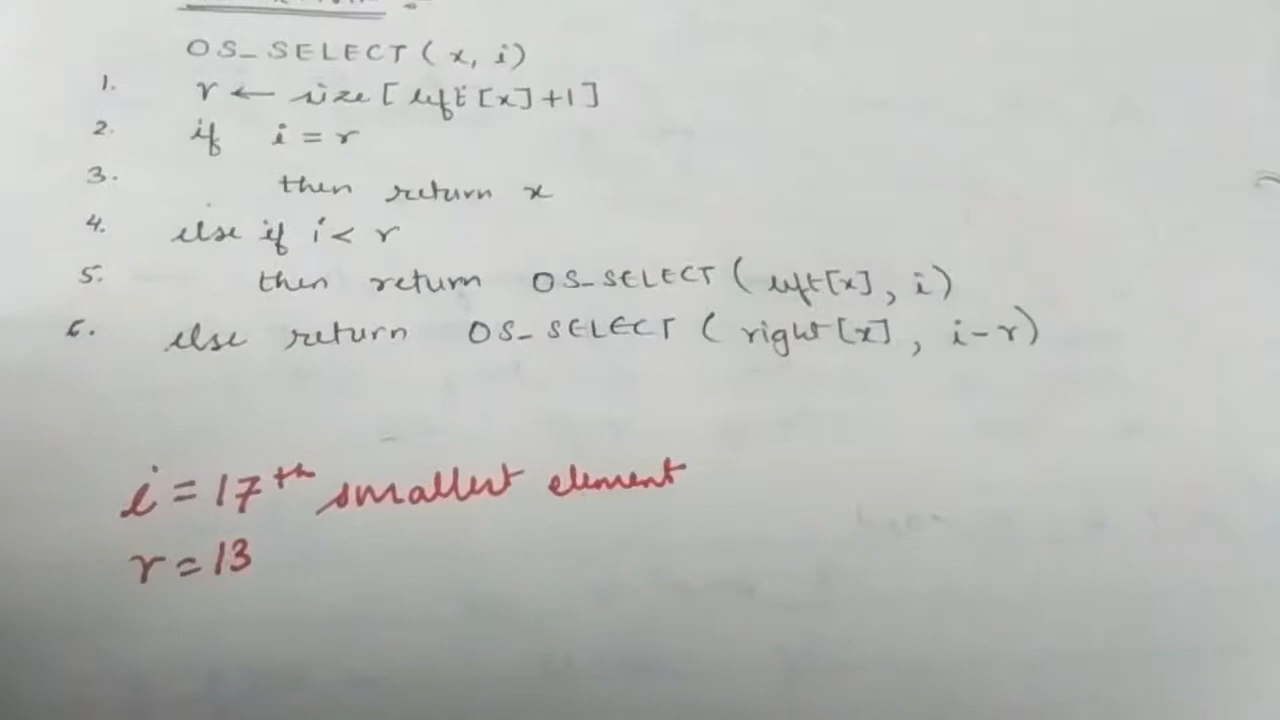 OS_SELECT (x, i)
1. r ← size [ left [x] +1 ]
2. if i = r
3. then return x
4. else if i < r
5. then return OS_SELECT ( left [x], i )
6. else return OS_SELECT ( right [x], i-r )
i = 17th smallest element
r = 13